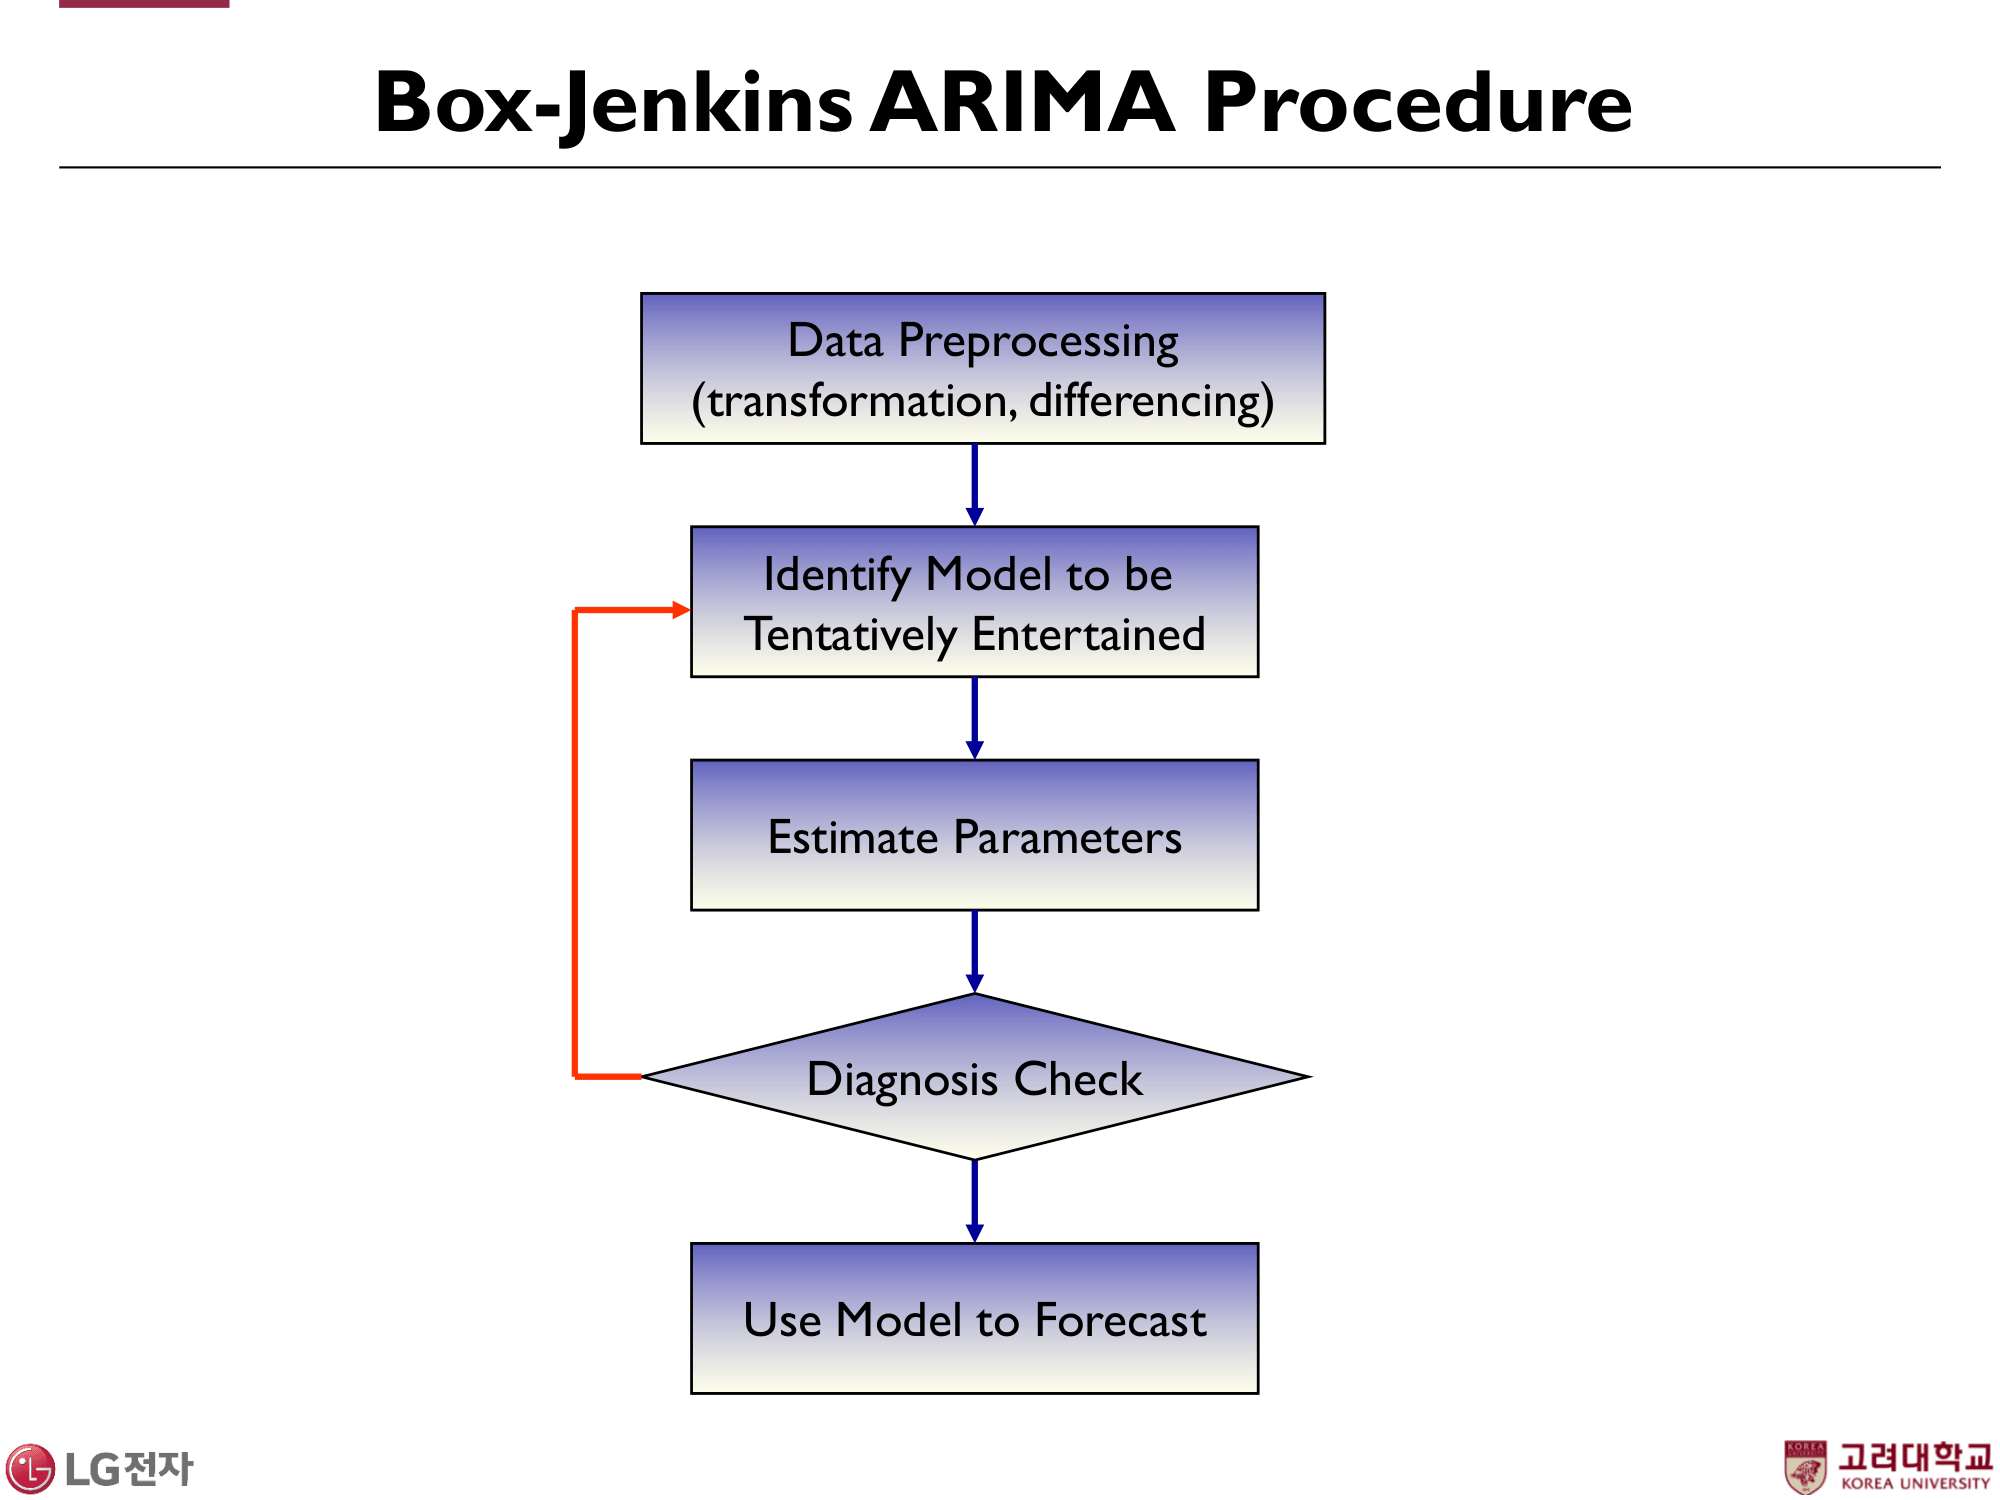 Box-Jenkins ARIMA Procedure
Data Preprocessing
(transformation, differencing)
Identify Model to be
Tentatively Entertained
Estimate Parameters
Diagnosis Check
Use Model to Forecast
LG전자
KOREA
고려대학교
KOREA UNIVERSITY